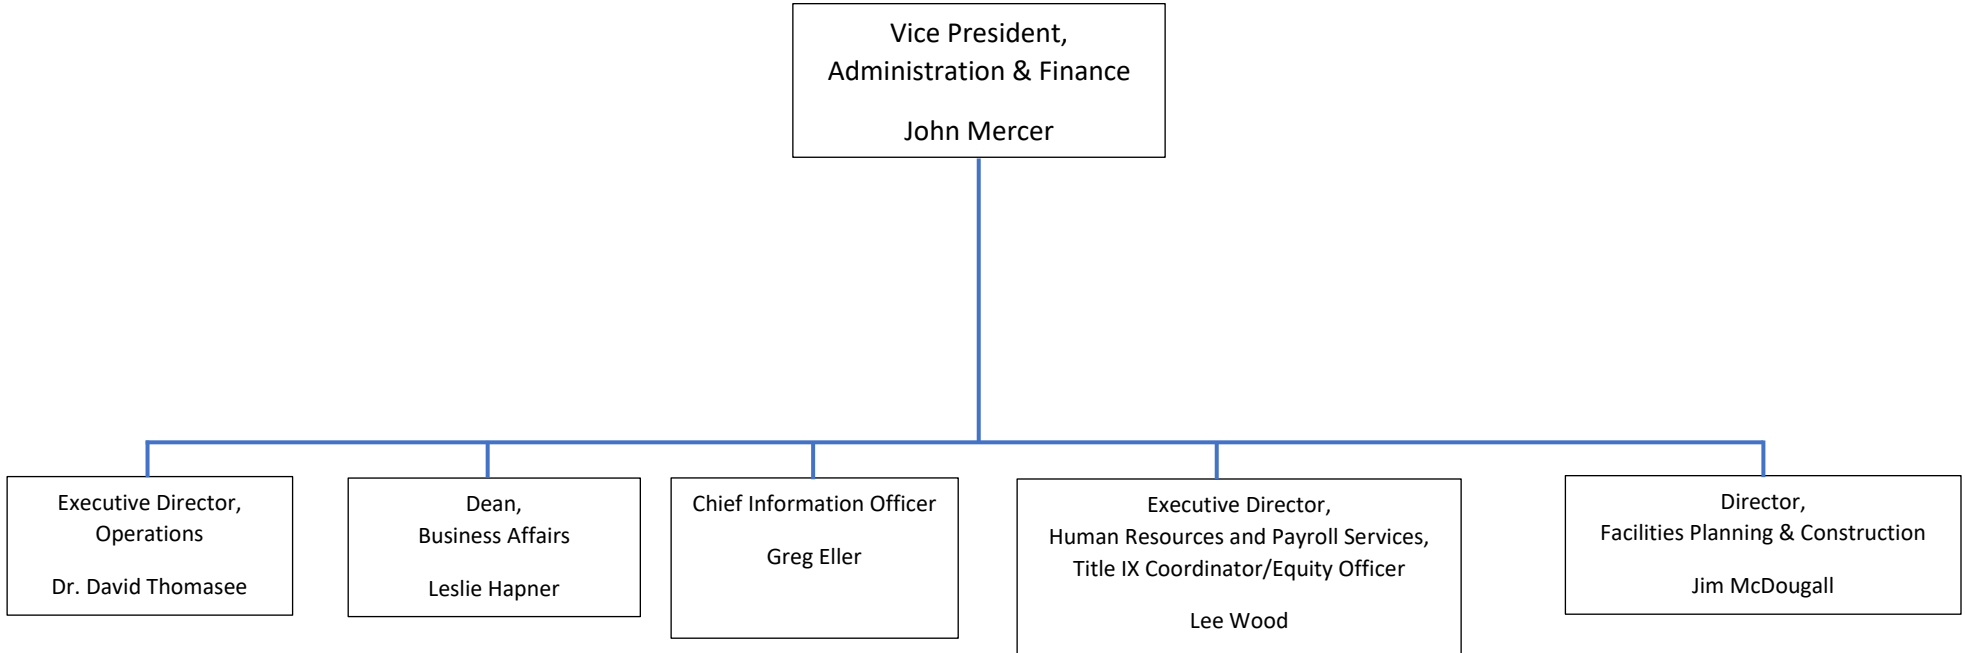 Vice President,
Administration & Finance
John Mercer
Executive Director,
Operations
Dr. David Thomasee
Dean,
Business Affairs
Leslie Hapner
Chief Information Officer
Greg Eller
Executive Director,
Human Resources and Payroll Services,
Title IX Coordinator/Equity Officer
Lee Wood
Director,
Facilities Planning & Construction
Jim McDougall